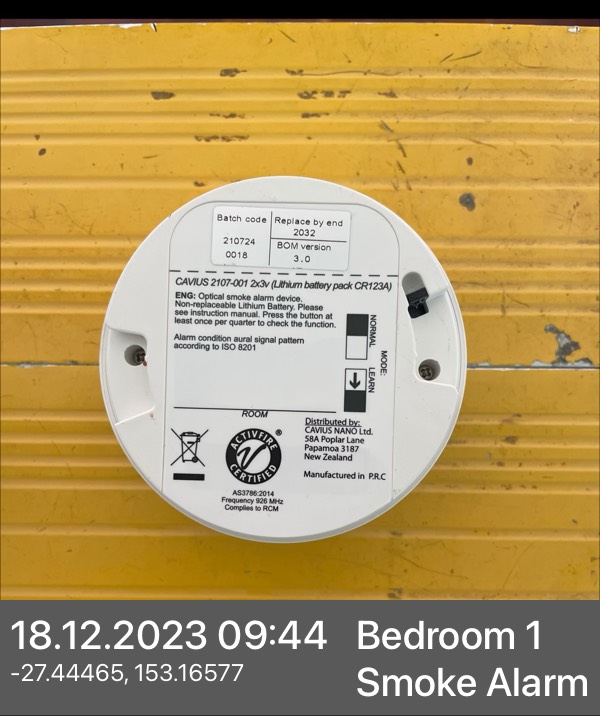 Batch code
210724
0018
Replace by end
2032
BOM version
3.0
CAVIUS 2107-001 2x3v (Lithium battery pack CR123A)
ENG: Optical smoke alarm device.
Non-replaceable Lithium Battery. Please
see instruction manual. Press the button at
least once per quarter to check the function.
Alarm condition aural signal pattern
according to ISO 8201
NORMAL
MODE:
LEARN
ROOM
ACTIVFIRE
®
CERTIFIED
AS3786:2014
Frequency 926 MHz
Complies to RCM
Distributed by:
CAVIUS NANO Ltd.
58A Poplar Lane
Papamoa 3187
New Zealand
Manufactured in P.R.C
18.12.2023 09:44
-27.44465, 153.16577
Bedroom 1
Smoke Alarm